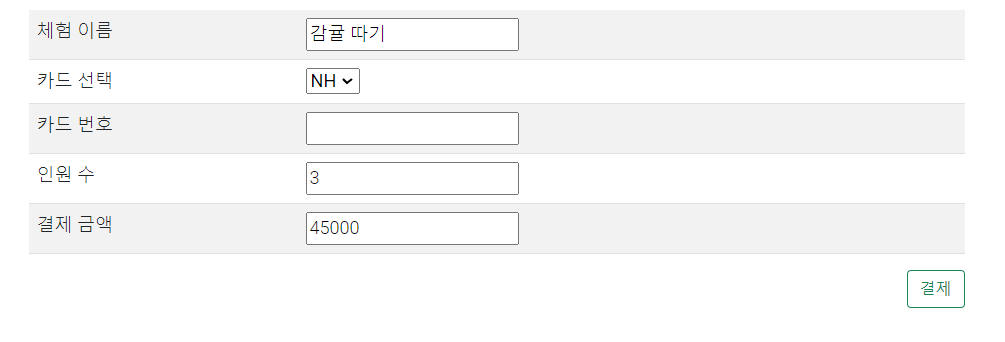 체험 이름 감귤 따기
카드 선택 NH
카드 번호
인원 수 3
결제 금액 45000
결제